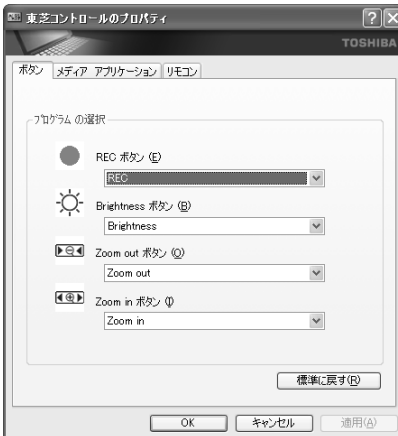 東芝コントロールのプロパティ
TOSHIBA
ボタン メディア アプリケーション リモコン
プログラム の選択
REC ボタン (E)
REC
Brightness ボタン (B)
Brightness
Zoom out ボタン (O)
Zoom out
Zoom in ボタン (I)
Zoom in
標準に戻す(R)
OK キャンセル 適用(A)